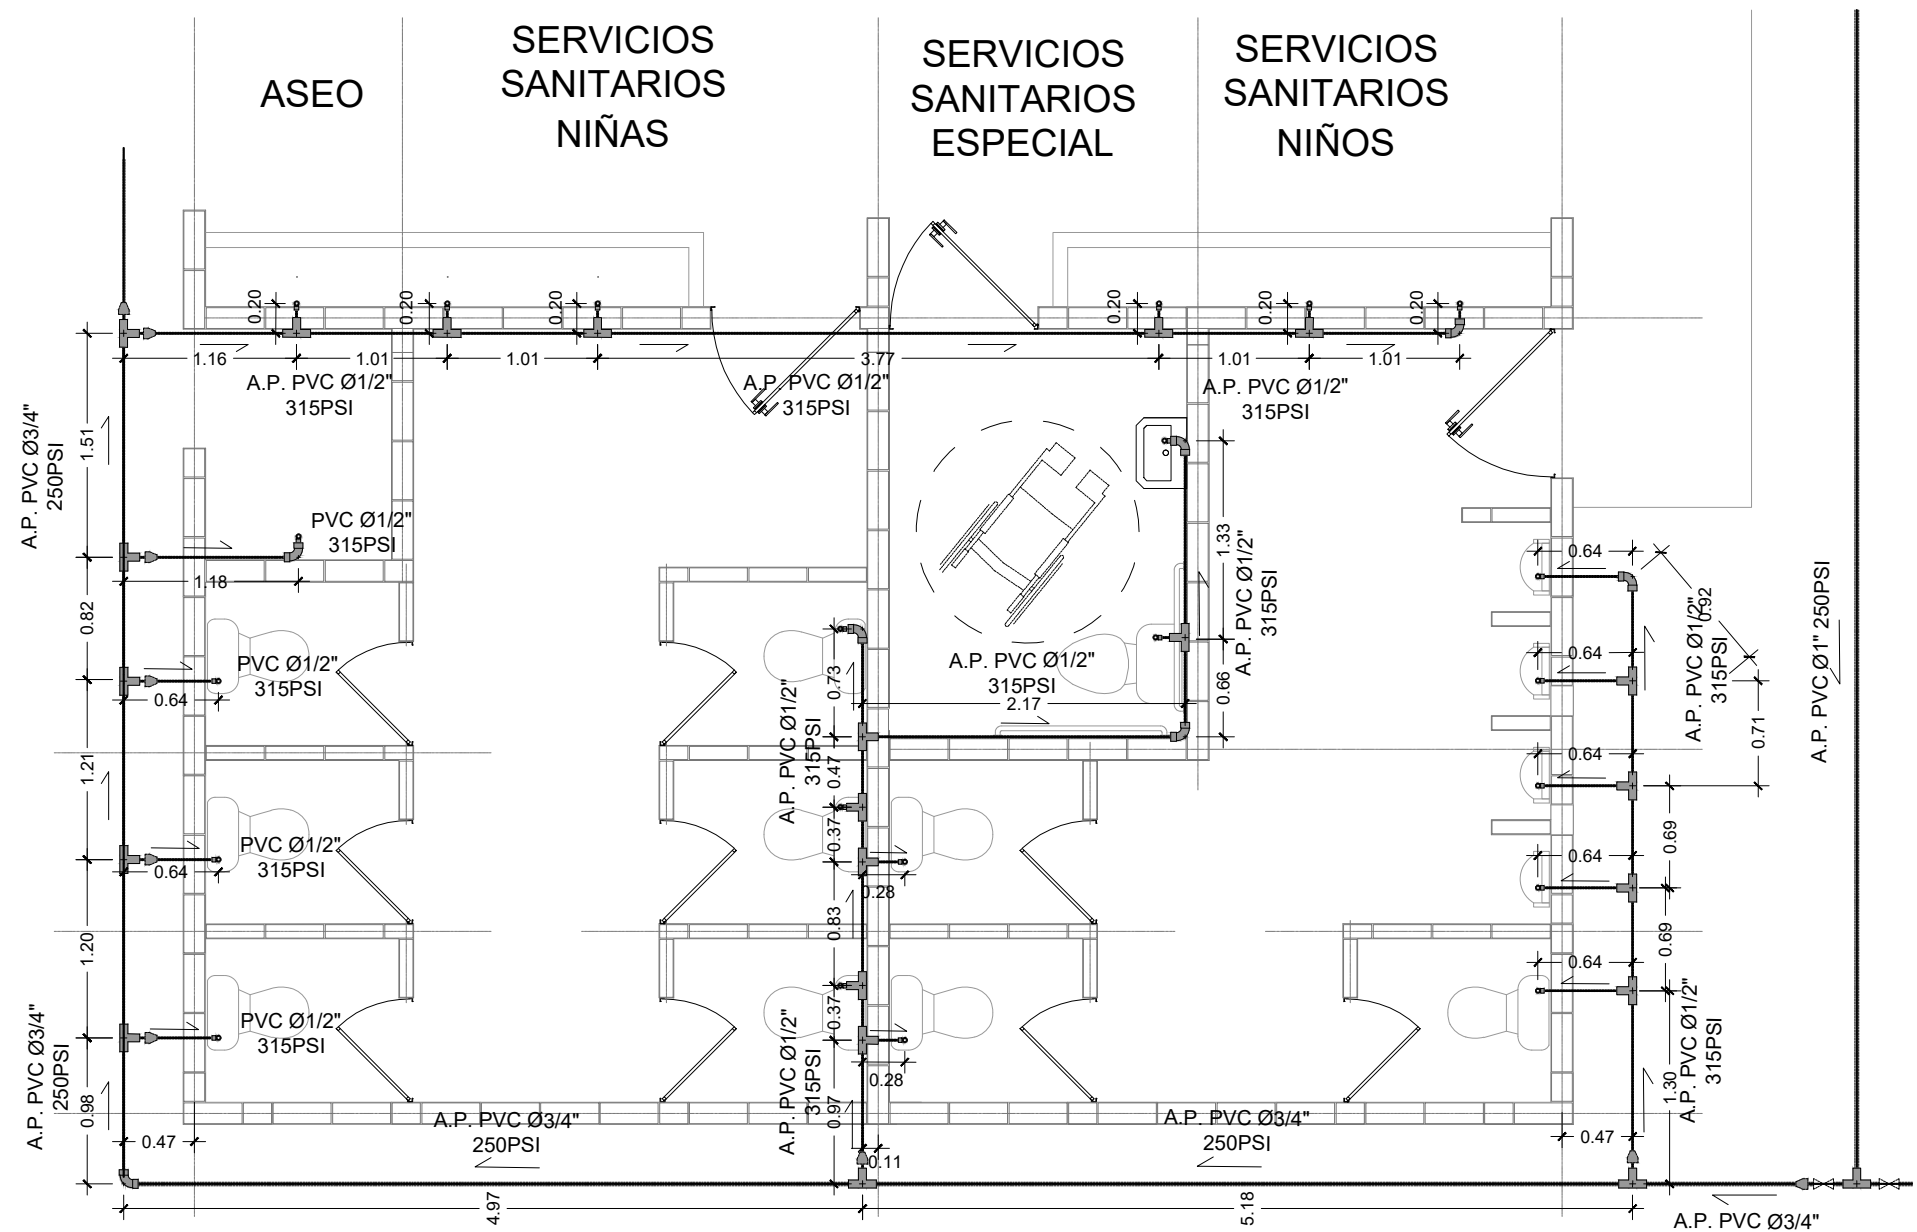 ASEO
SERVICIOS
SANITARIOS
NIÑAS
SERVICIOS
SANITARIOS
ESPECIAL
SERVICIOS
SANITARIOS
NIÑOS
0.20
0.20
0.20
0.20
0.20
0.20
1.16
1.01
1.01
3.77
1.01
1.01
A.P. PVC Ø1/2"
315PSI
A.P. PVC Ø1/2"
315PSI
A.P. PVC Ø1/2"
315PSI
A.P. PVC Ø3/4"
250PSI
1.51
PVC Ø1/2"
315PSI
1.18
0.82
PVC Ø1/2"
315PSI
0.64
1.21
PVC Ø1/2"
315PSI
0.64
1.20
PVC Ø1/2"
315PSI
A.P. PVC Ø3/4"
250PSI
0.98
0.47
A.P. PVC Ø3/4"
250PSI
4.97
0.73
A.P. PVC Ø1/2"
315PSI
0.47
0.37
0.28
0.83
0.37
0.28
A.P. PVC Ø1/2"
315PSI
0.97
0.11
A.P. PVC Ø1/2"
315PSI
2.17
1.33
A.P. PVC Ø1/2"
315PSI
0.66
0.64
0.92
0.64
A.P. PVC Ø1/2"
315PSI
0.71
0.64
0.69
0.64
0.69
0.64
A.P. PVC Ø1/2"
315PSI
1.30
0.47
A.P. PVC Ø3/4"
250PSI
5.18
A.P. PVC Ø1" 250PSI
A.P. PVC Ø3/4"